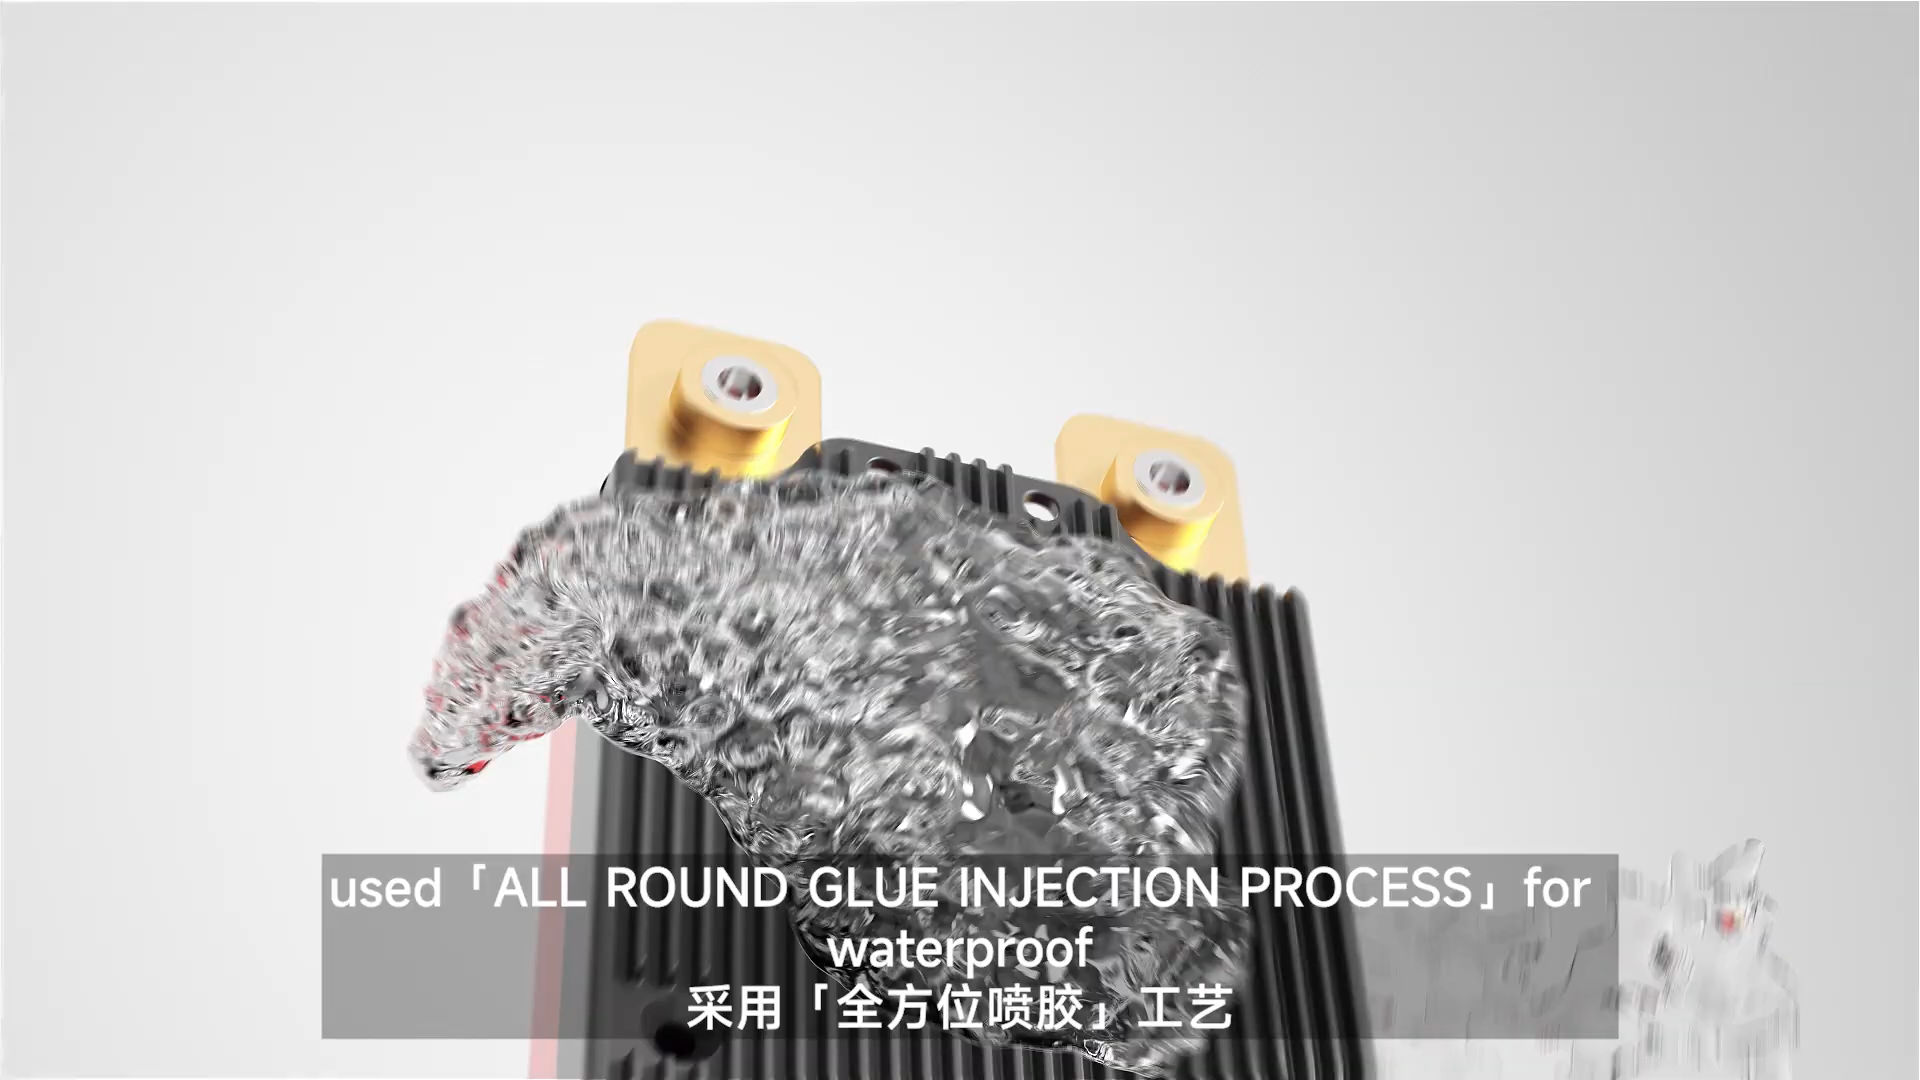 used「ALL ROUND GLUE INJECTION PROCESS」for
waterproof
采用「全方位喷胶」工艺